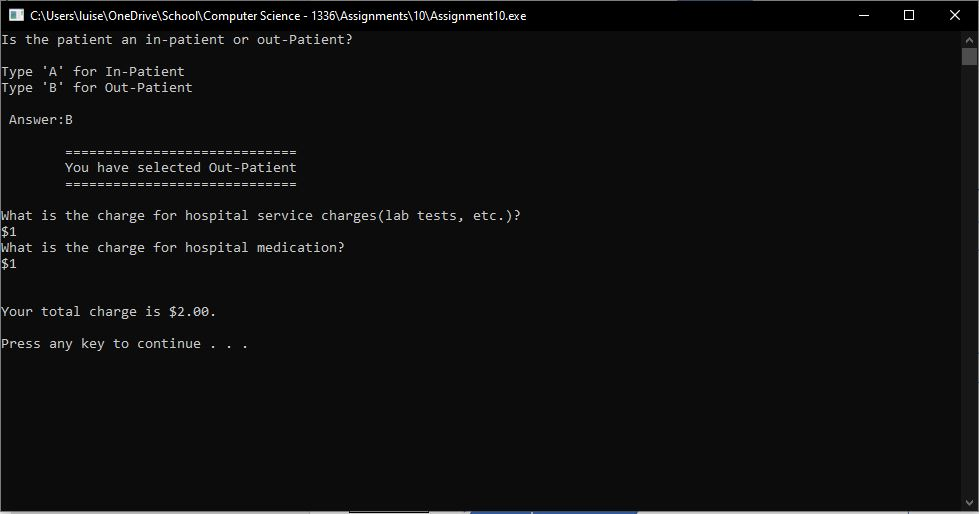 C:\Users\luise\OneDrive\School\Computer Science - 1336\Assignments\10\Assignment10.exe
Is the patient an in-patient or out-Patient?
Type 'A' for In-Patient
Type 'B' for Out-Patient
Answer:B
=============================
You have selected Out-Patient
=============================
What is the charge for hospital service charges(lab tests, etc.)?
$1
What is the charge for hospital medication?
$1
Your total charge is $2.00.
Press any key to continue . . .